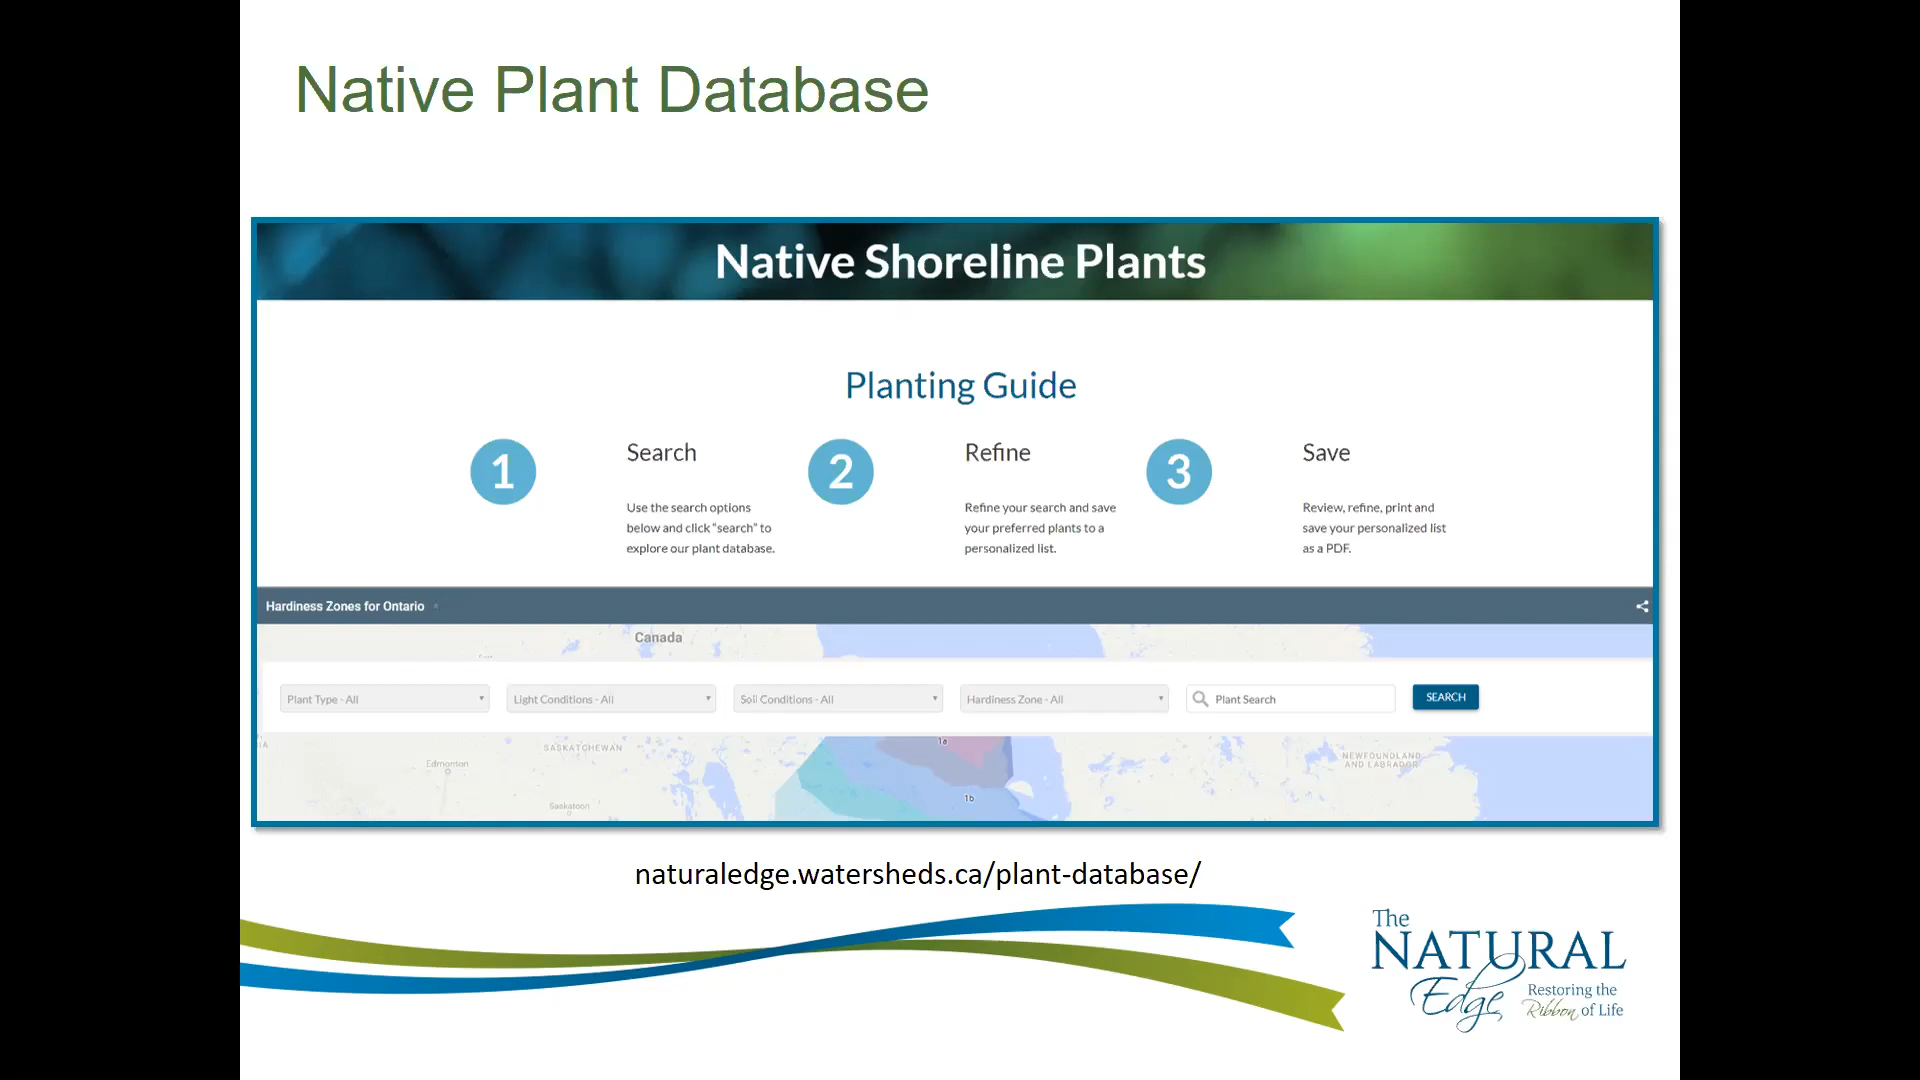 Native Plant Database
Native Shoreline Plants
Planting Guide
1
Search
Use the search options
below and click "search" to
explore our plant database.
2
Refine
Refine your search and save
your preferred plants to a
personalized list.
3
Save
Review, refine, print and
save your personalized list
as a PDF.
Hardiness Zones for Ontario
Canada
Plant Type - All
Light Conditions - All
Soil Conditions - All
Hardiness Zone - All
Plant Search
SEARCH
SASKATCHEWAN
Edmonton
Saskatoon
1a
1b
NEWFOUNDLAND
AND LABRADOR
naturaledge.watersheds.ca/plant-database/
The
NATURAL
Edge
Restoring the
Ribbon of Life